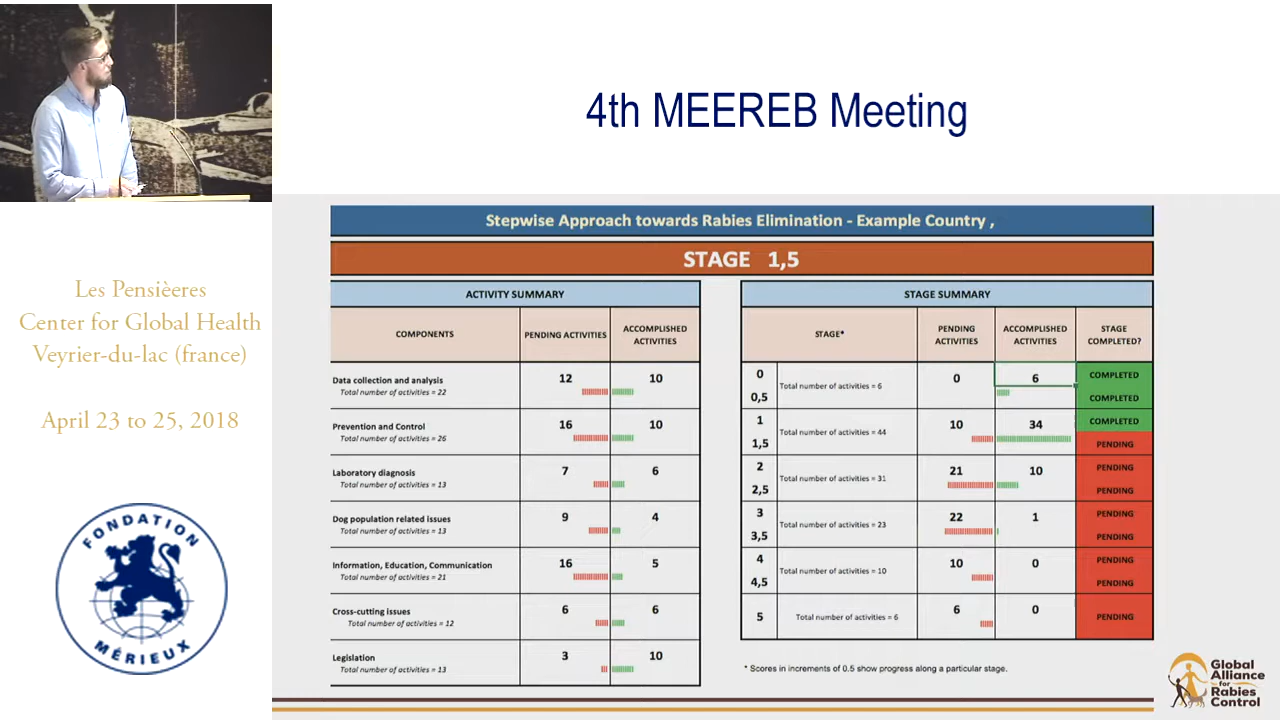 4th MEEREB Meeting
Les Pensièeres
Center for Global Health
Veyrier-du-lac (france)
April 23 to 25, 2018
FONDATION
MÉRIEUX
Stepwise Approach towards Rabies Elimination - Example Country ,
STAGE 1,5
ACTIVITY SUMMARY
COMPONENTS
PENDING ACTIVITIES
ACCOMPLISHED
ACTIVITIES
Data collection and analysis
Total number of activities = 22
12
10
Prevention and Control
Total number of activities = 26
16
10
Laboratory diagnosis
Total number of activities = 13
7
6
Dog population related issues
Total number of activities = 13
9
4
Information, Education, Communication
Total number of activities = 21
16
5
Cross-cutting issues
Total number of activities = 12
6
6
Legislation
Total number of activities = 13
3
10
STAGE SUMMARY
STAGE*
PENDING
ACTIVITIES
ACCOMPLISHED
ACTIVITIES
STAGE
COMPLETED?
0
0,5
Total number of activities = 6
0
6
COMPLETED
COMPLETED
1
1,5
Total number of activities = 44
10
34
COMPLETED
PENDING
2
2,5
Total number of activities = 31
21
10
PENDING
PENDING
3
3,5
Total number of activities = 23
22
1
PENDING
PENDING
4
4,5
Total number of activities = 10
10
0
PENDING
PENDING
5
Total number of activities = 6
6
0
PENDING
* Scores in increments of 0.5 show progress along a particular stage.
Global
Alliance
for
Rabies
Control